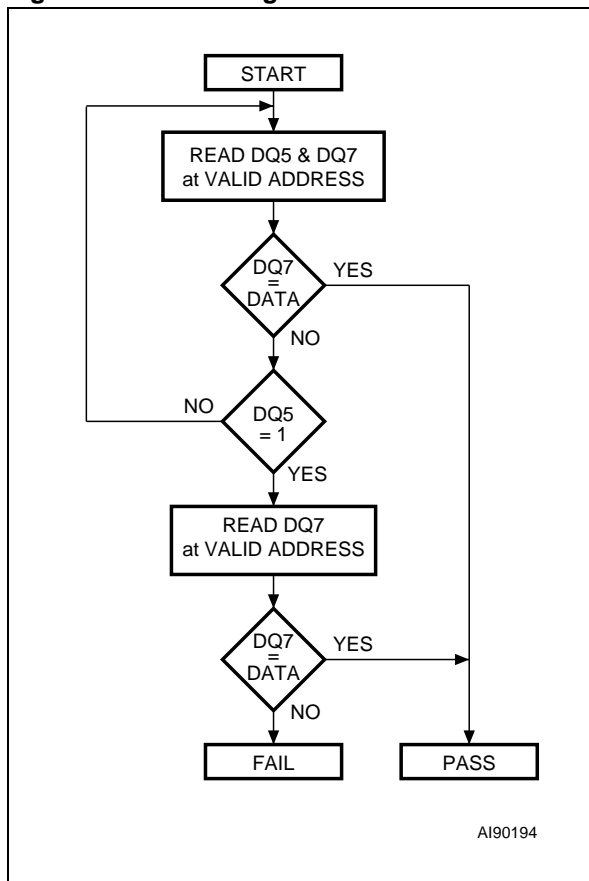 START
READ DQ5 & DQ7
at VALID ADDRESS
DQ7
=
DATA
YES
NO
DQ5
= 1
NO
YES
READ DQ7
at VALID ADDRESS
DQ7
=
DATA
YES
NO
FAIL
PASS
AI90194